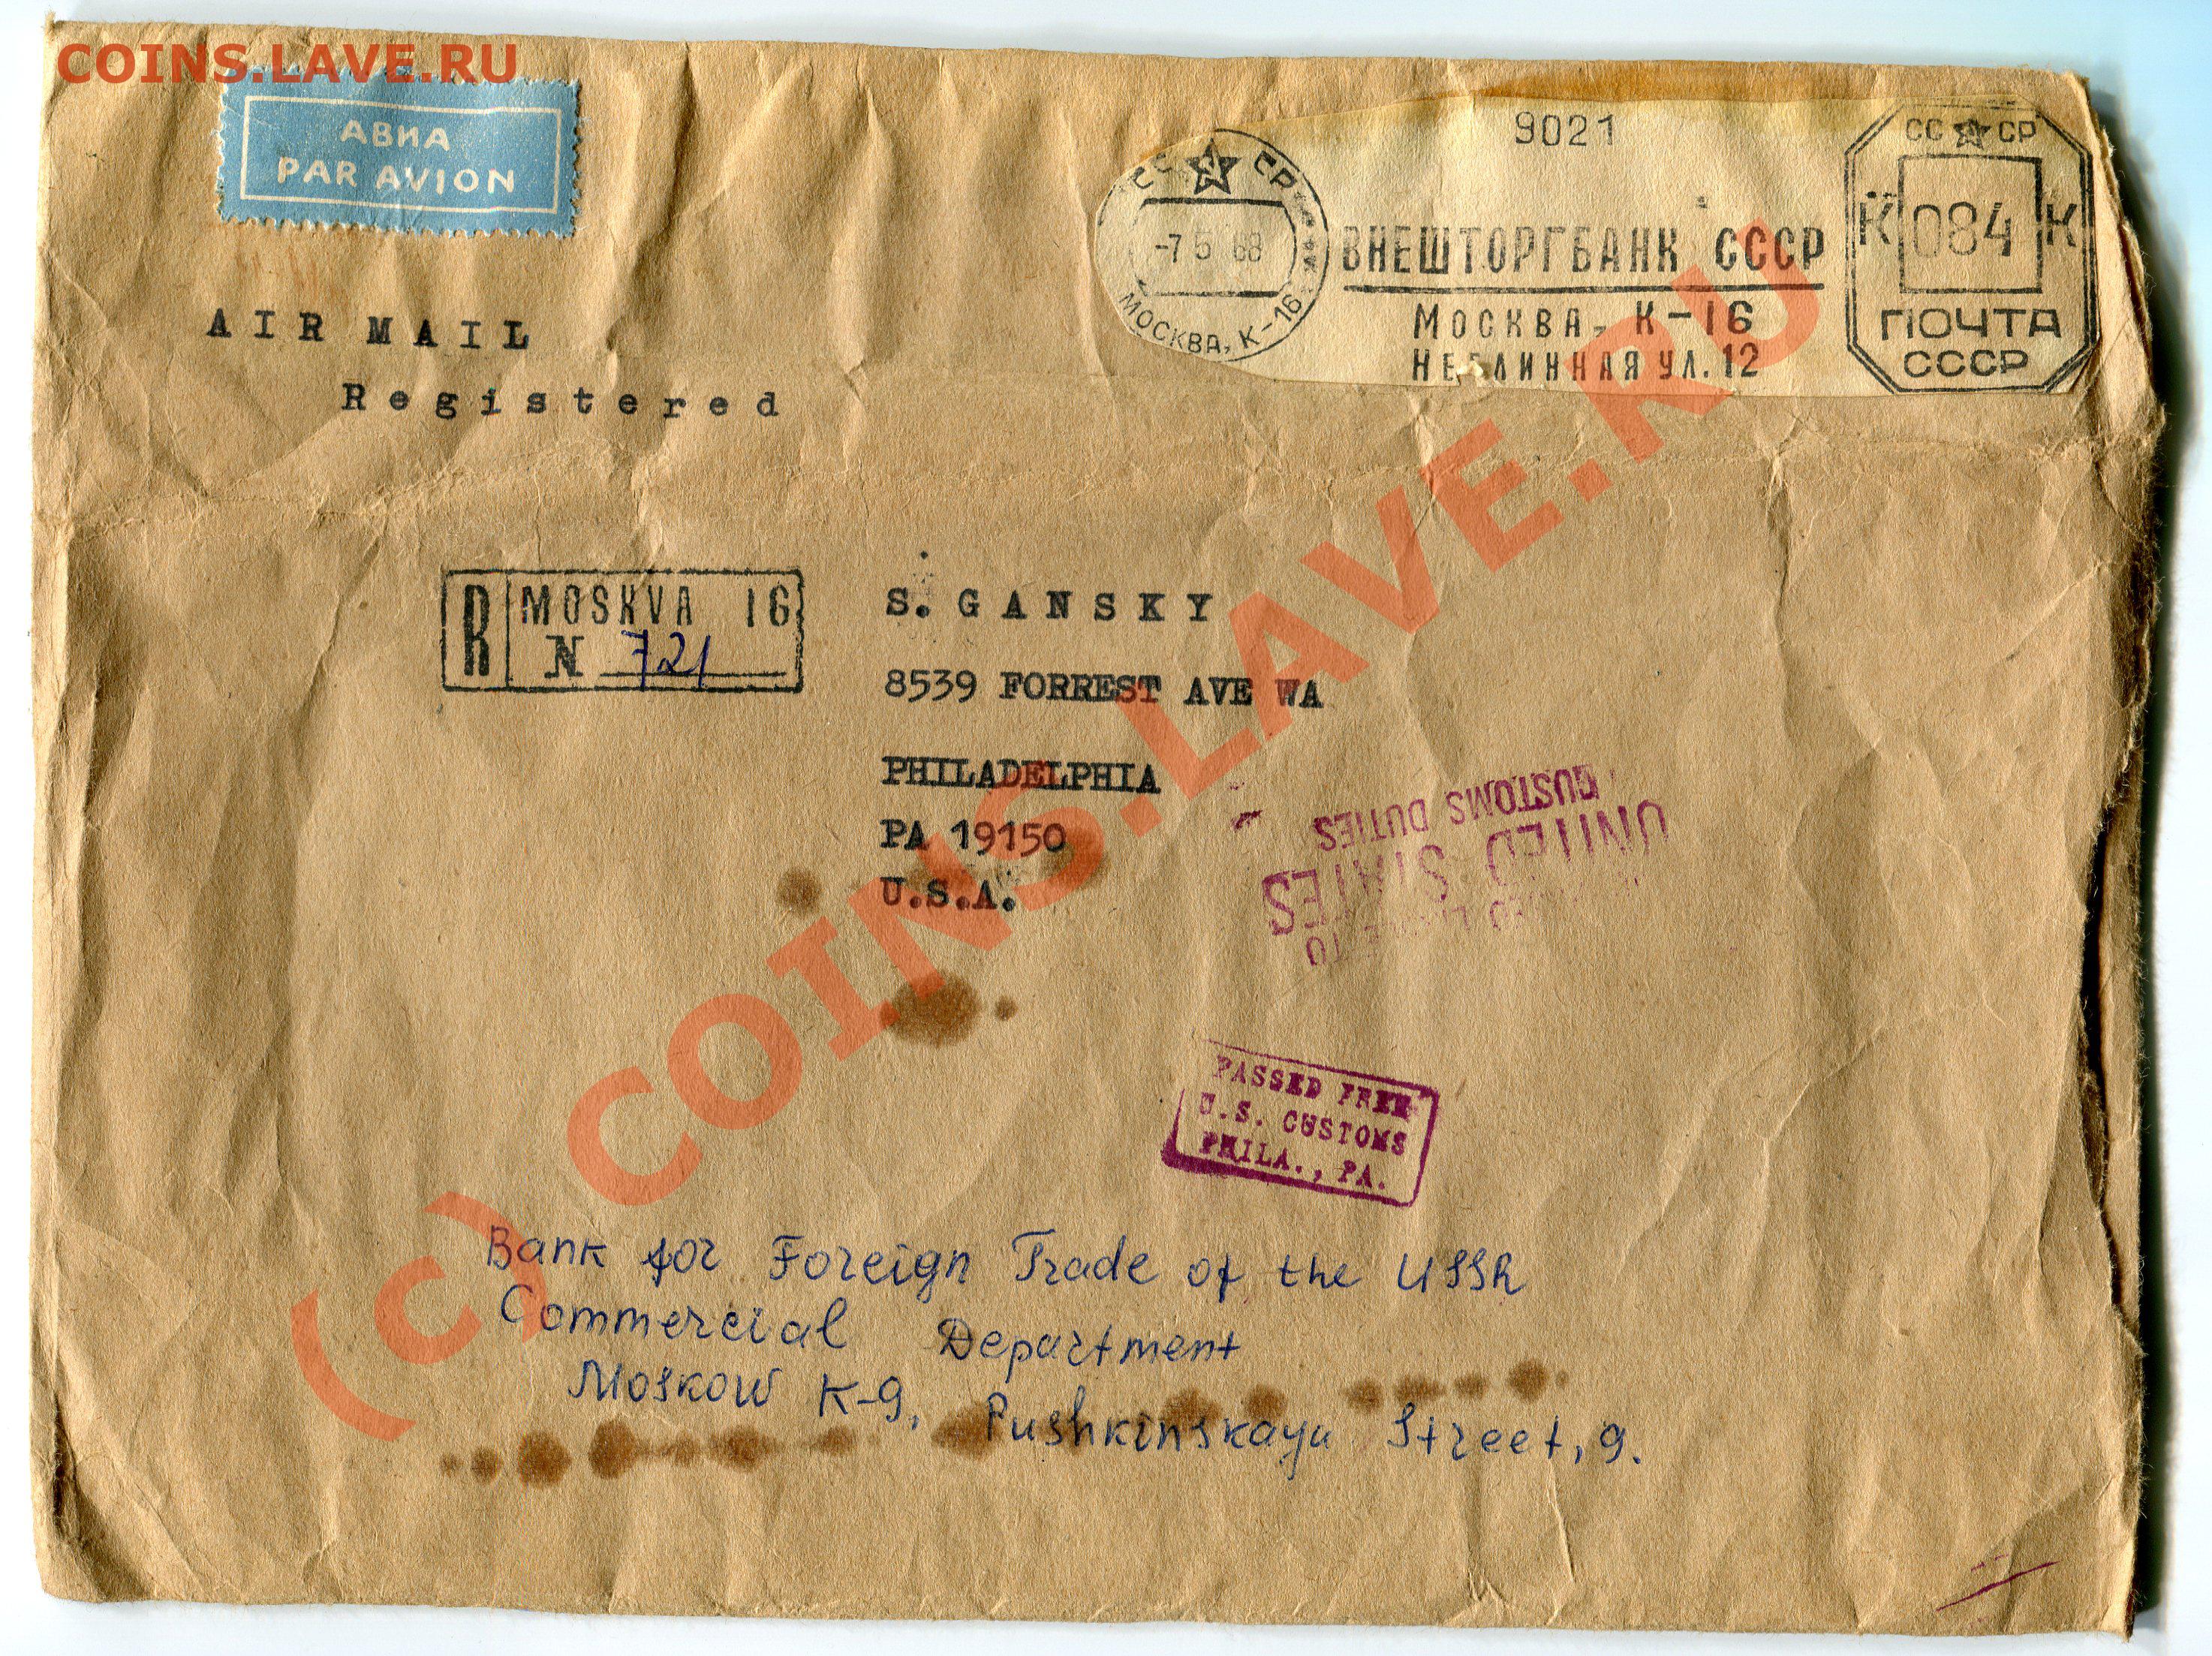 COINS.LAVE.RU
АВИА
PAR AVION
AIR MAIL
Registered
9021
СССР
-7 5 68
МОСКВА, К-16
ВНЕШТОРГБАНК СССР
МОСКВА, К-16
НЕГЛИННАЯ УЛ. 12
СССР
К 084 К
ПОЧТА
СССР
R MOSKVA 16
N 721
S. GANSKY
8539 FORREST AVE WA
PHILADELPHIA
PA 19150
U.S.A.
TO
UNITED STATES
CUSTOMS DUTIES
PASSED FREE
U.S. CUSTOMS
PHILA., PA.
Bank for Foreign Trade of the USSR
Commercial Department
Moskow K-9, Pushkinskaya Street, 9.
(c) COINS.LAVE.RU